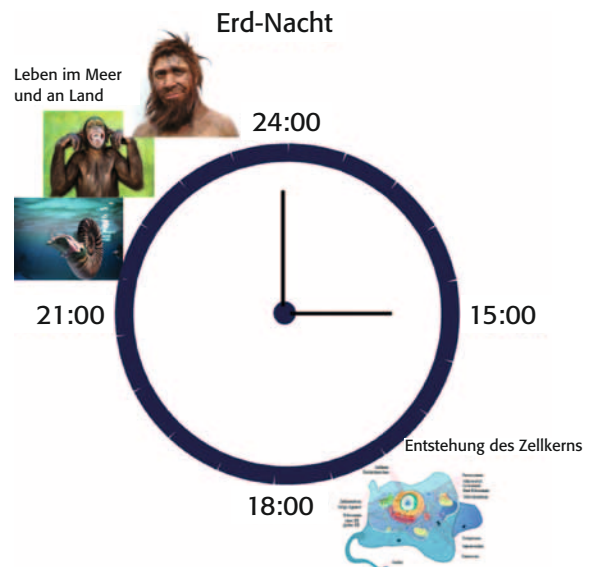 Erd-Nacht
Leben im Meer
und an Land
24:00
21:00
15:00
Entstehung des Zellkerns
18:00